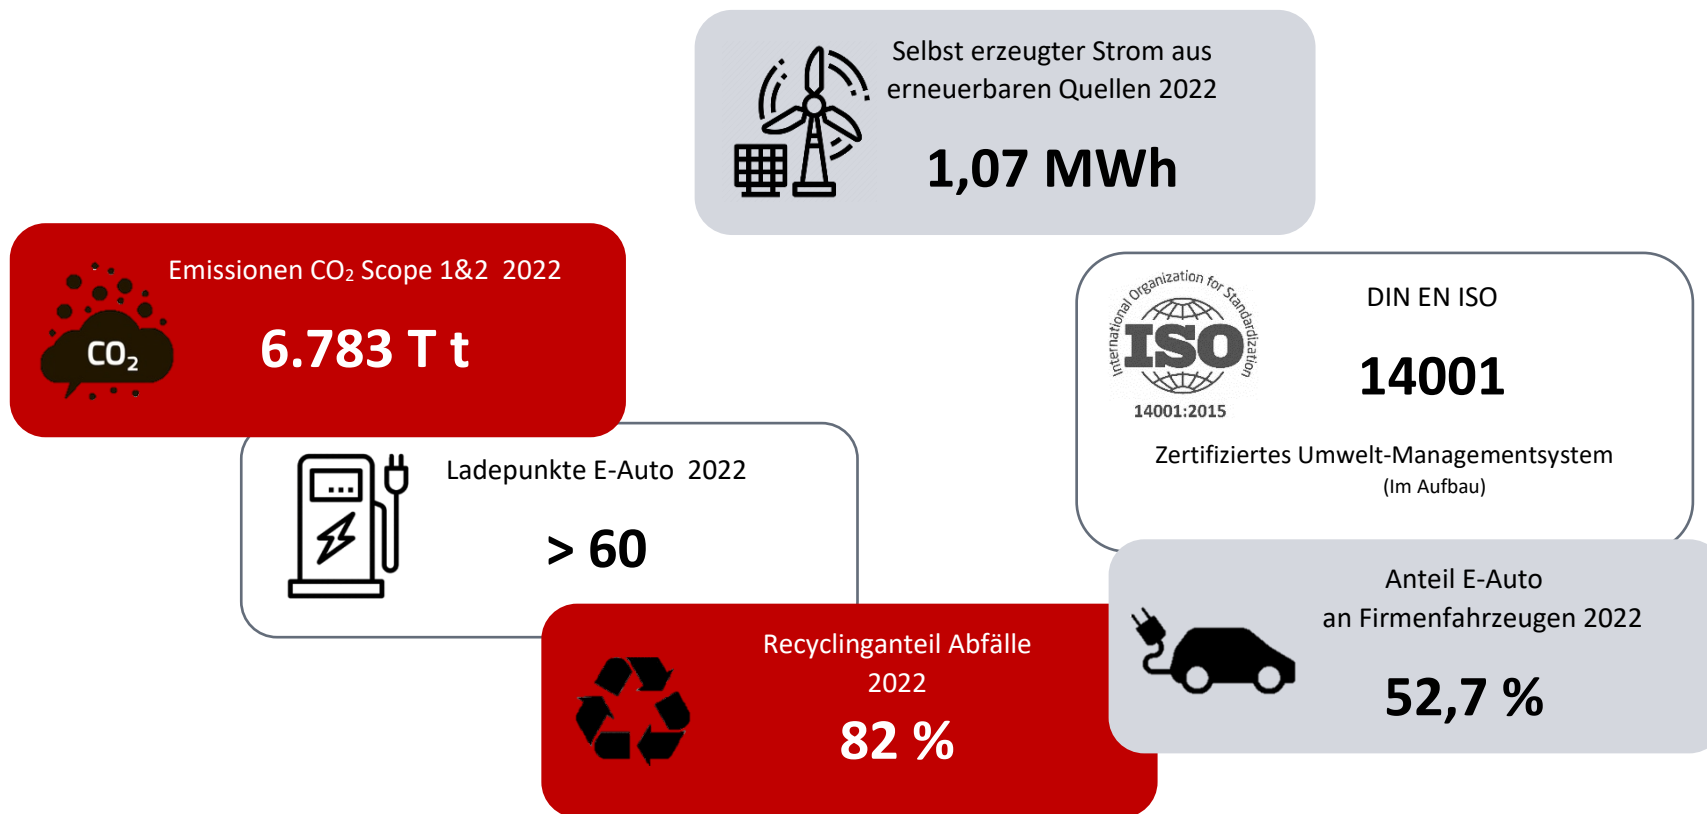 Selbst erzeugter Strom aus
erneuerbaren Quellen 2022
1,07 MWh
Emissionen CO₂ Scope 1&2 2022
6.783 T t
CO₂
International Organization for Standardization
ISO
14001:2015
DIN EN ISO
14001
Zertifiziertes Umwelt-Managementsystem
(Im Aufbau)
Ladepunkte E-Auto 2022
> 60
Anteil E-Auto
an Firmenfahrzeugen 2022
52,7 %
Recyclinganteil Abfälle
2022
82 %